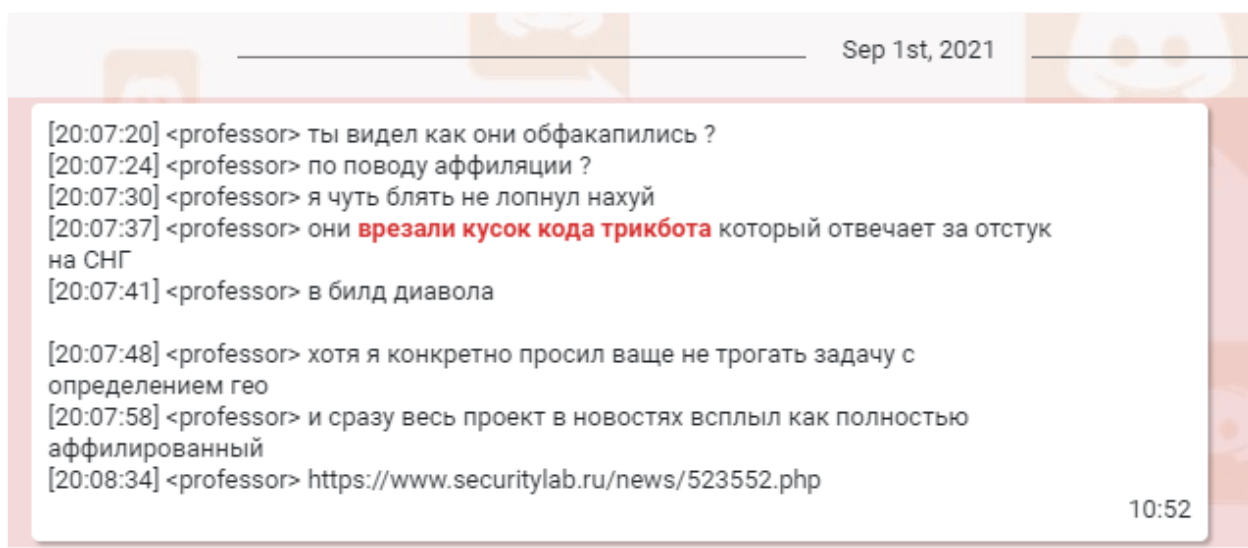 Sep 1st, 2021
[20:07:20] <professor> ты видел как они обфакапились ?
[20:07:24] <professor> по поводу аффиляции ?
[20:07:30] <professor> я чуть блять не лопнул нахуй
[20:07:37] <professor> они врезали кусок кода трикбота который отвечает за отстук
на СНГ
[20:07:41] <professor> в билд диавола
[20:07:48] <professor> хотя я конкретно просил ваще не трогать задачу с
определением гео
[20:07:58] <professor> и сразу весь проект в новостях всплыл как полностью
аффилированный
[20:08:34] <professor> https://www.securitylab.ru/news/523552.php
10:52